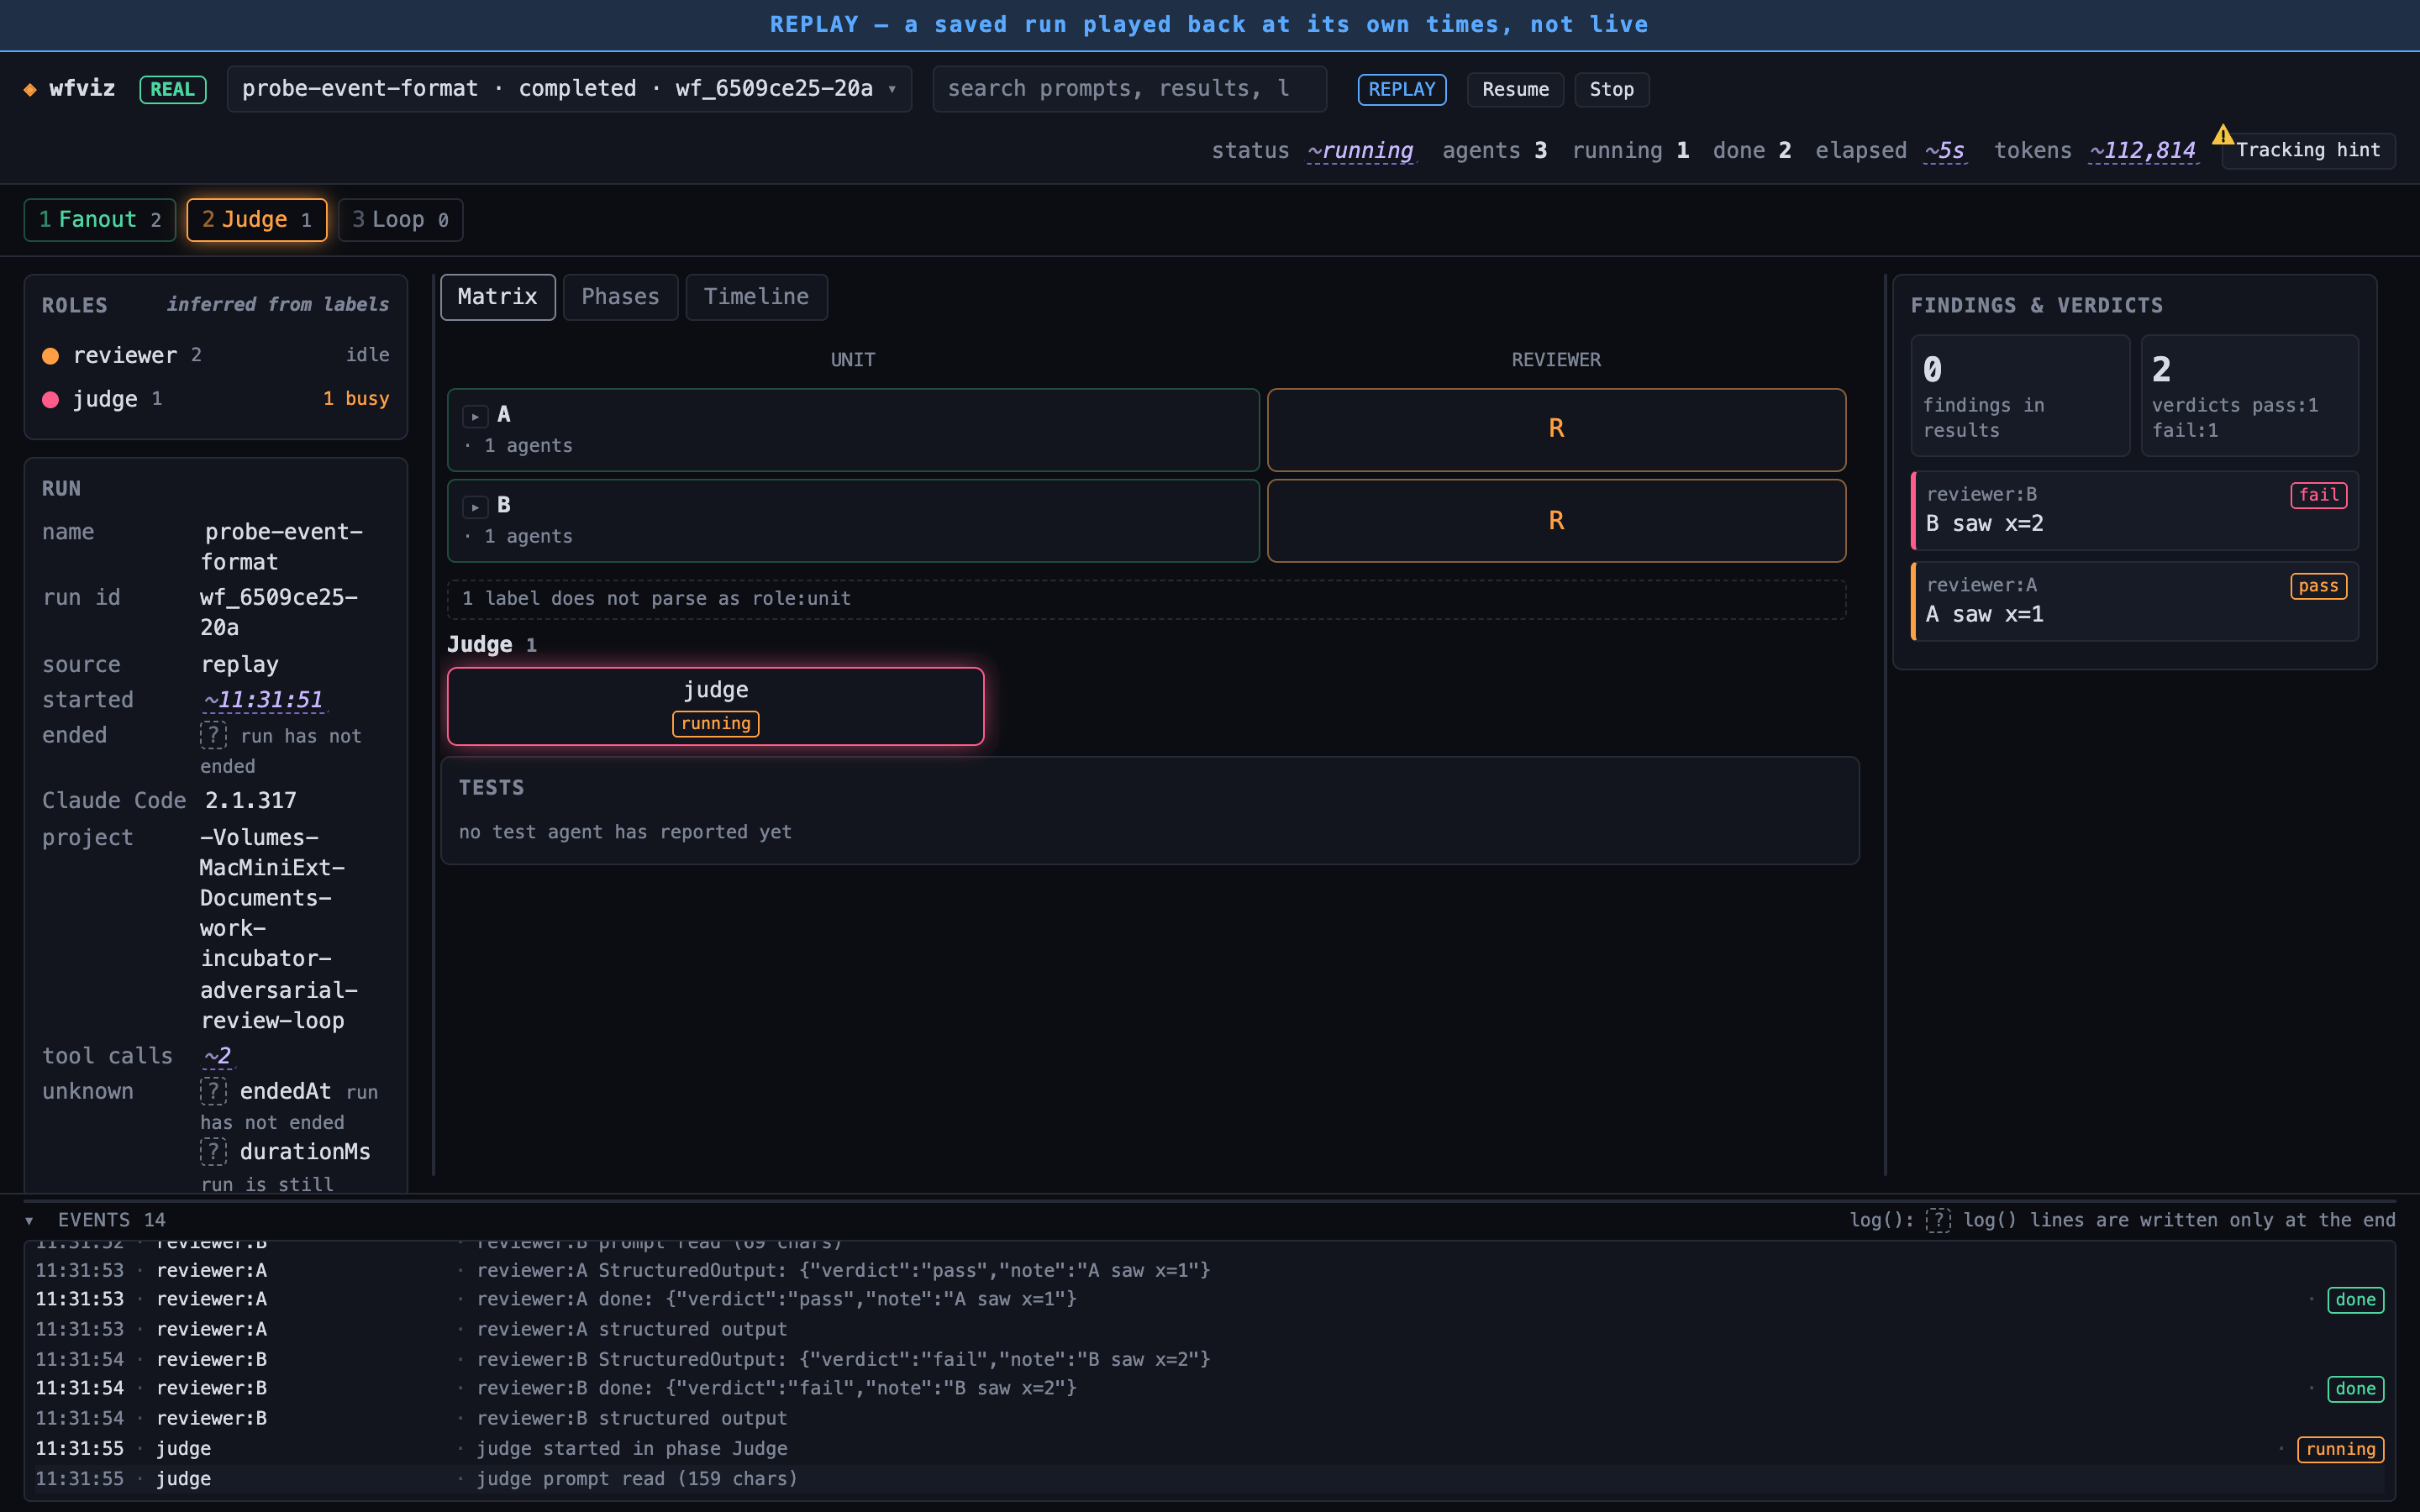 REPLAY — a saved run played back at its own times, not live
◆ wfviz REAL probe-event-format · completed · wf_6509ce25-20a ▾ search prompts, results, l REPLAY Resume Stop
status ~running agents 3 running 1 done 2 elapsed ~5s tokens ~112,814 ⚠ Tracking hint
1 Fanout 2 2 Judge 1 3 Loop 0
ROLES inferred from labels
reviewer 2 idle
judge 1 1 busy
RUN
name probe-event-
format
run id wf_6509ce25-
20a
source replay
started ~11:31:51
ended ? run has not
ended
Claude Code 2.1.317
project -Volumes-
MacMiniExt-
Documents-
work-
incubator-
adversarial-
review-loop
tool calls ~2
unknown ? endedAt run
has not ended
? durationMs
run is still
Matrix Phases Timeline
UNIT REVIEWER
▸ A
· 1 agents
R
▸ B
· 1 agents
R
1 label does not parse as role:unit
Judge 1
judge
running
TESTS
no test agent has reported yet
FINDINGS & VERDICTS
0
findings in
results
2
verdicts pass:1
fail:1
reviewer:B fail
B saw x=2
reviewer:A pass
A saw x=1
▾ EVENTS 14 log(): ? log() lines are written only at the end
11:31:52 · reviewer:B · reviewer:B prompt read (69 chars)
11:31:53 · reviewer:A · reviewer:A StructuredOutput: {"verdict":"pass","note":"A saw x=1"}
11:31:53 · reviewer:A · reviewer:A done: {"verdict":"pass","note":"A saw x=1"} · done
11:31:53 · reviewer:A · reviewer:A structured output
11:31:54 · reviewer:B · reviewer:B StructuredOutput: {"verdict":"fail","note":"B saw x=2"}
11:31:54 · reviewer:B · reviewer:B done: {"verdict":"fail","note":"B saw x=2"} · done
11:31:54 · reviewer:B · reviewer:B structured output
11:31:55 · judge · judge started in phase Judge · running
11:31:55 · judge · judge prompt read (159 chars)